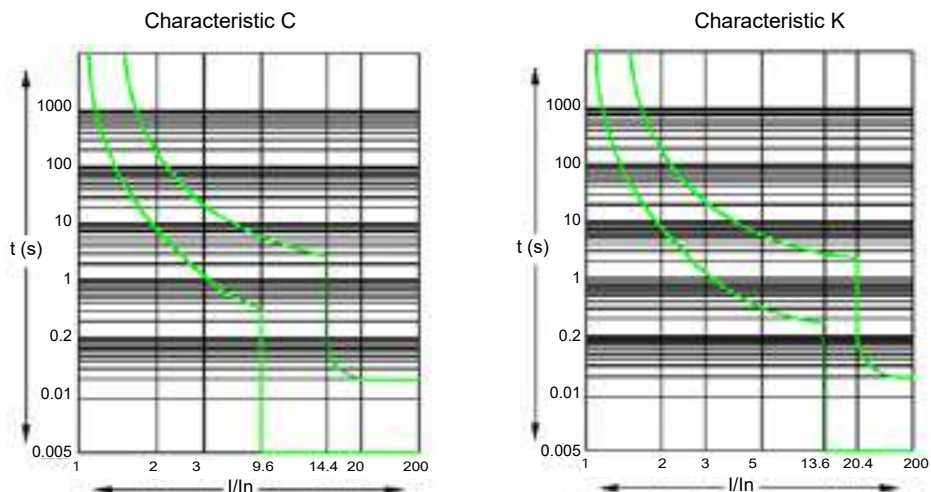 Characteristic C
1000
100
10
t (s)
1
0.2
0.01
0.005
1 2 3 9.6 14.4 20 200
I/In
Characteristic K
1000
100
10
t (s)
1
0.2
0.01
0.005
1 2 3 5 13.6 20.4 200
I/In